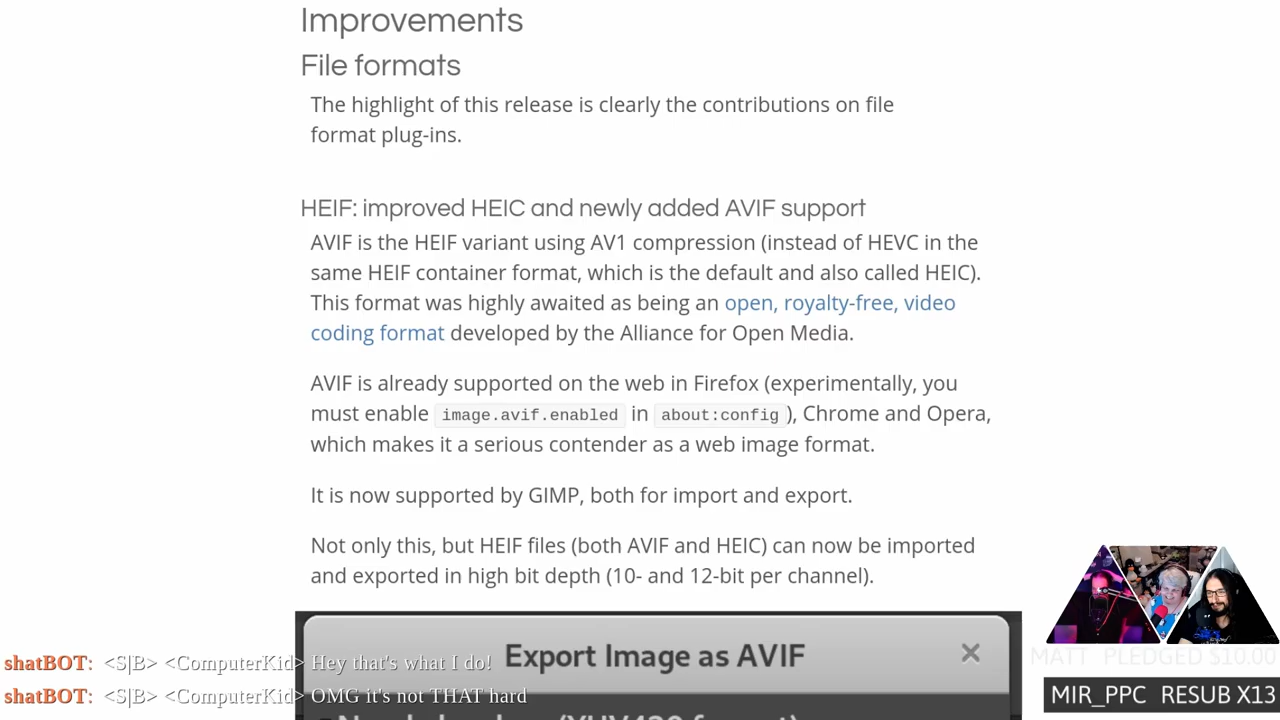 Improvements
File formats
The highlight of this release is clearly the contributions on file
format plug-ins.
HEIF: improved HEIC and newly added AVIF support
AVIF is the HEIF variant using AV1 compression (instead of HEVC in the
same HEIF container format, which is the default and also called HEIC).
This format was highly awaited as being an open, royalty-free, video
coding format developed by the Alliance for Open Media.
AVIF is already supported on the web in Firefox (experimentally, you
must enable image.avif.enabled in about:config), Chrome and Opera,
which makes it a serious contender as a web image format.
It is now supported by GIMP, both for import and export.
Not only this, but HEIF files (both AVIF and HEIC) can now be imported
and exported in high bit depth (10- and 12-bit per channel).
Export Image as AVIF ×
shatBOT: <S|B> <ComputerKid> Hey that's what I do!
shatBOT: <S|B> <ComputerKid> OMG it's not THAT hard
MATT PLEDGED $10.00
MIR_PPC RESUB X13